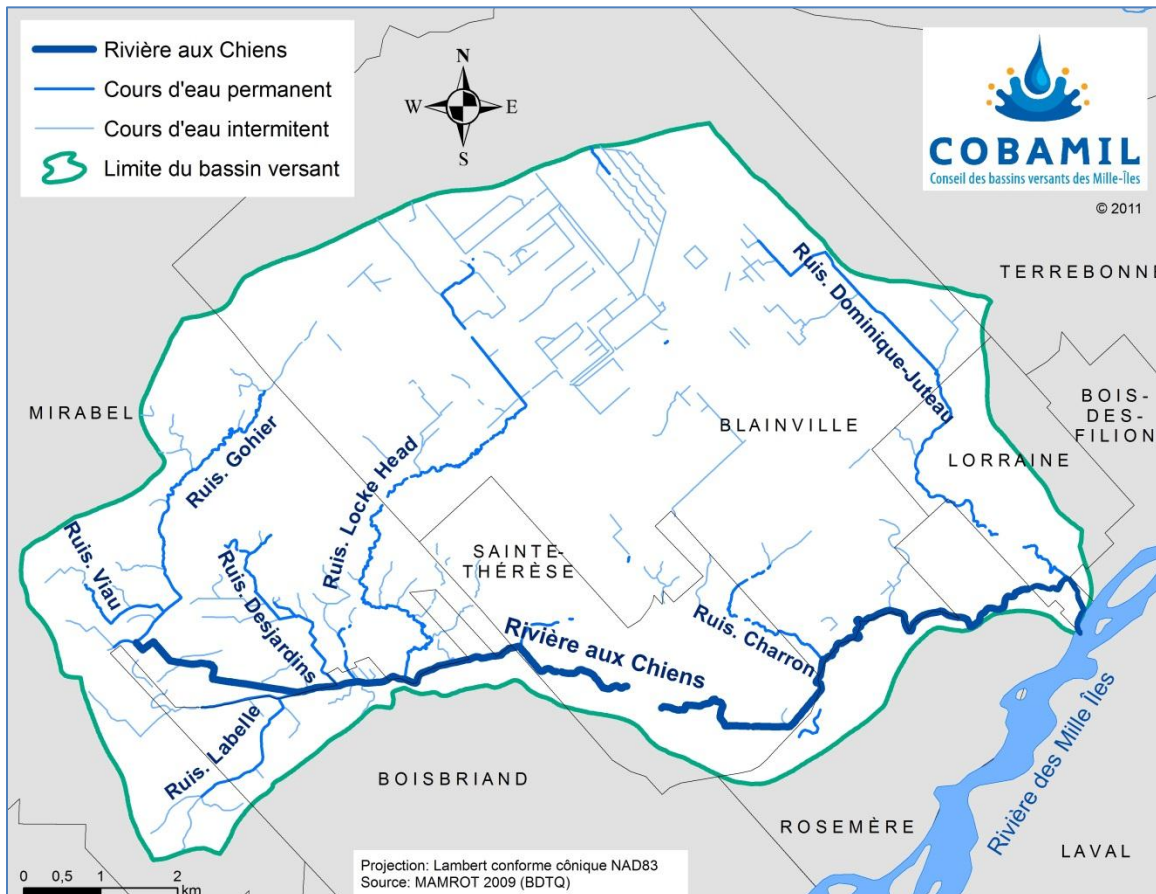 Rivière aux Chiens
Cours d'eau permanent
Cours d'eau intermitent
Limite du bassin versant
N
W
E
S
COBAMIL
Conseil des bassins versants des Mille-Îles
© 2011
TERREBONNE
Ruis. Dominique-Juteau
MIRABEL
BOIS-
DES-
FILION
BLAINVILLE
LORRAINE
Ruis. Gohier
Ruis. Locke Head
Ruis. Viau
Ruis. Desjardins
SAINTE-
THÉRÈSE
Ruis. Charron
Rivière aux Chiens
Ruis. Labelle
BOISBRIAND
Rivière des Mille Îles
ROSEMÈRE
LAVAL
Projection: Lambert conforme cônique NAD83
Source: MAMROT 2009 (BDTQ)
0 0,5 1 2
km